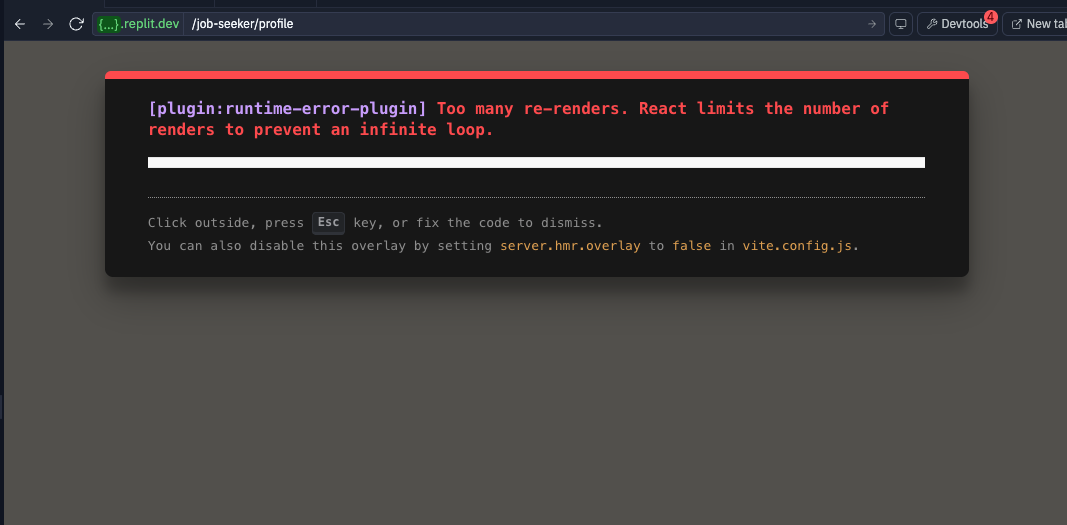 {...}.replit.dev /job-seeker/profile Devtools 4 New tab
[plugin:runtime-error-plugin] Too many re-renders. React limits the number of
renders to prevent an infinite loop.
Click outside, press Esc key, or fix the code to dismiss.
You can also disable this overlay by setting server.hmr.overlay to false in vite.config.js.